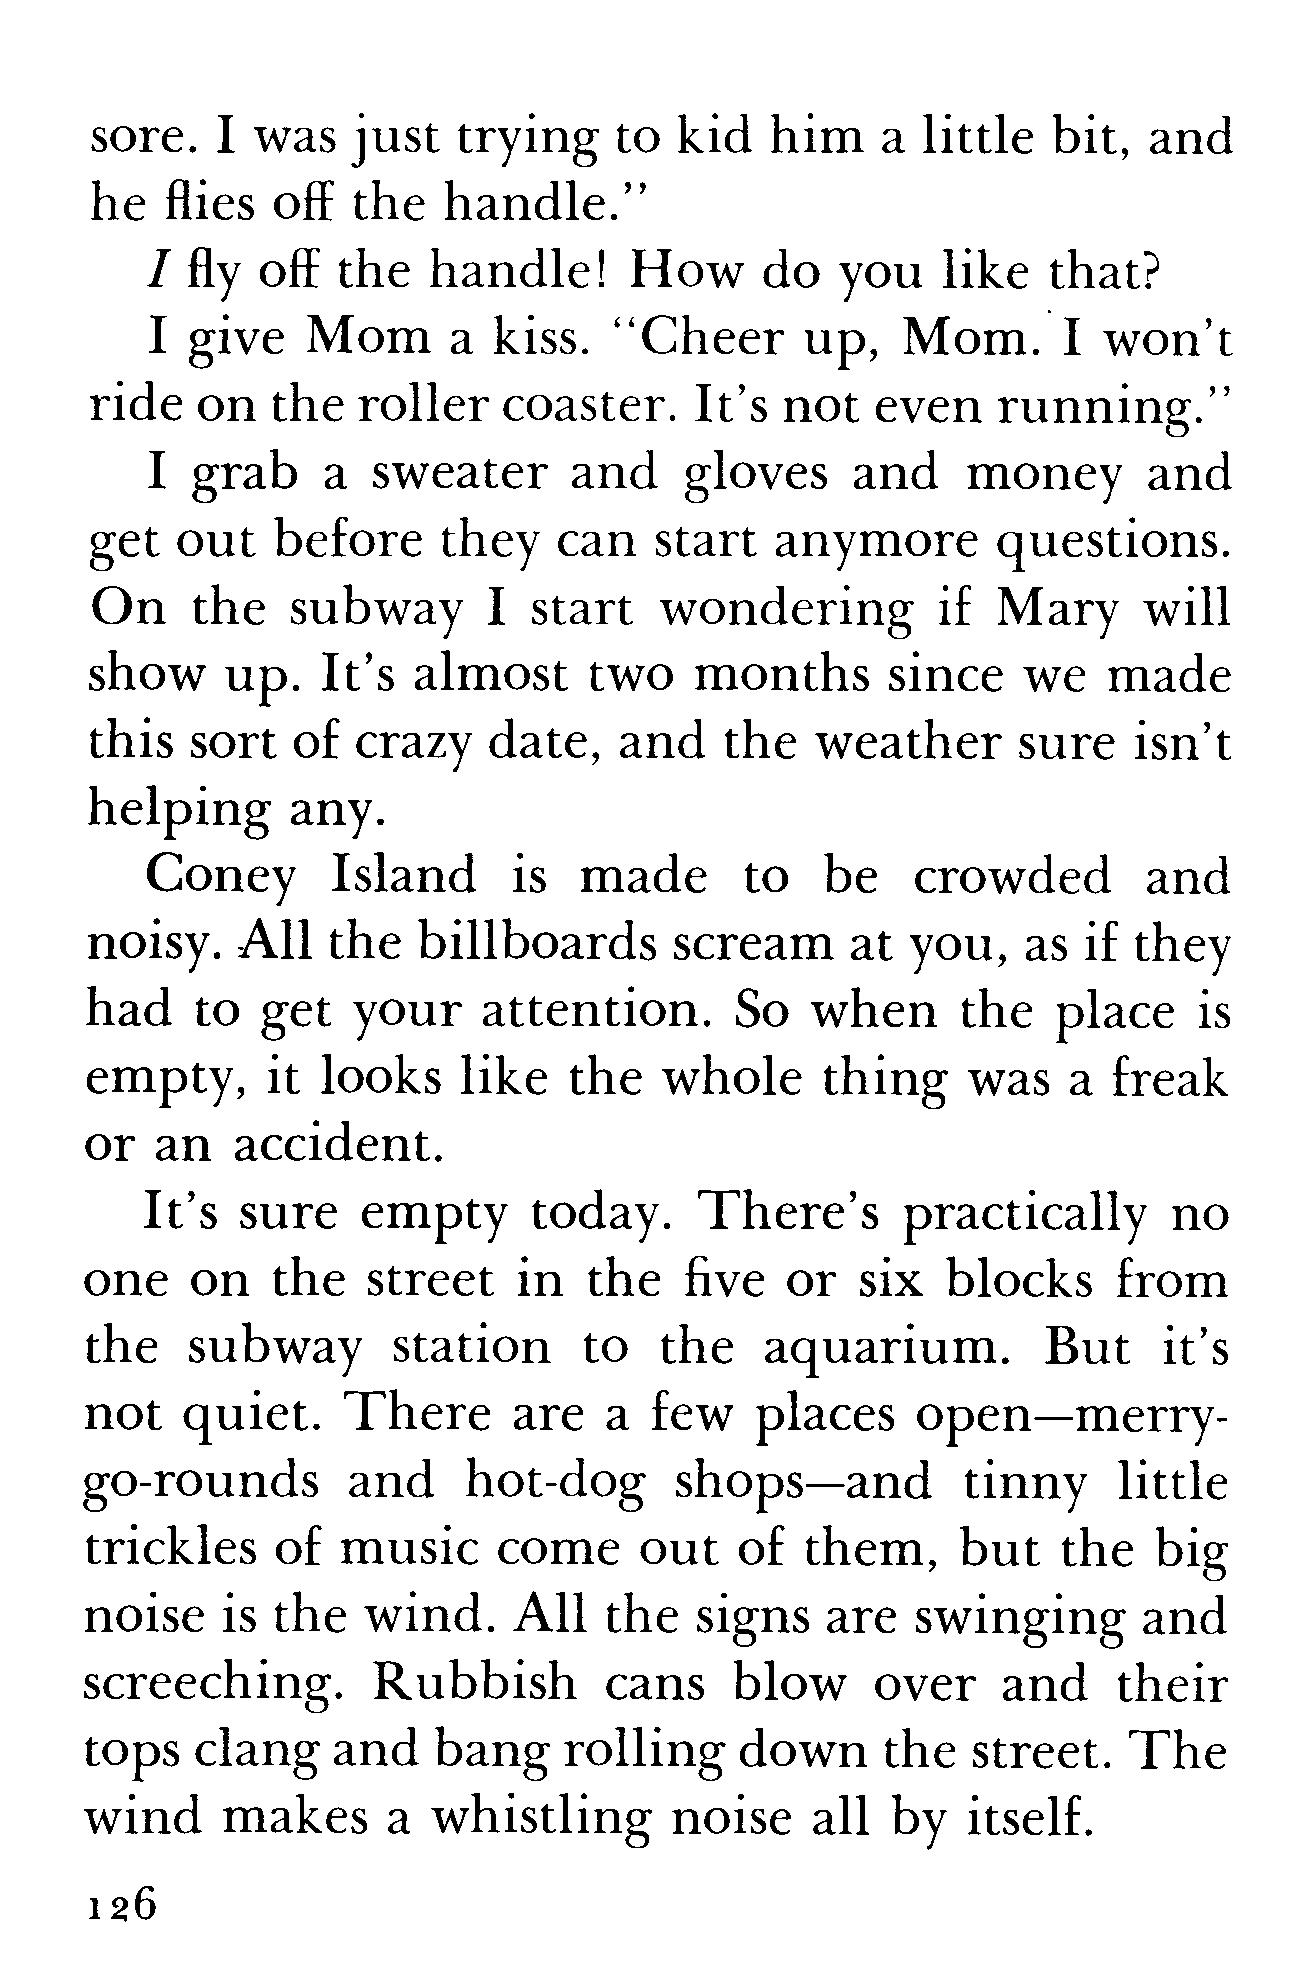 sore. I was just trying to kid him a little bit, and
he flies off the handle.”
I fly off the handle! How do you like that?
I give Mom a kiss. “Cheer up, Mom. I won’t
ride on the roller coaster. It’s not even running.”
I grab a sweater and gloves and money and
get out before they can start anymore questions.
On the subway I start wondering if Mary will
show up. It’s almost two months since we made
this sort of crazy date, and the weather sure isn’t
helping any.
Coney Island is made to be crowded and
noisy. All the billboards scream at you, as if they
had to get your attention. So when the place is
empty, it looks like the whole thing was a freak
or an accident.
It’s sure empty today. There’s practically no
one on the street in the five or six blocks from
the subway station to the aquarium. But it’s
not quiet. There are a few places open—merry-
go-rounds and hot-dog shops—and tinny little
trickles of music come out of them, but the big
noise is the wind. All the signs are swinging and
screeching. Rubbish cans blow over and their
tops clang and bang rolling down the street. The
wind makes a whistling noise all by itself.
126